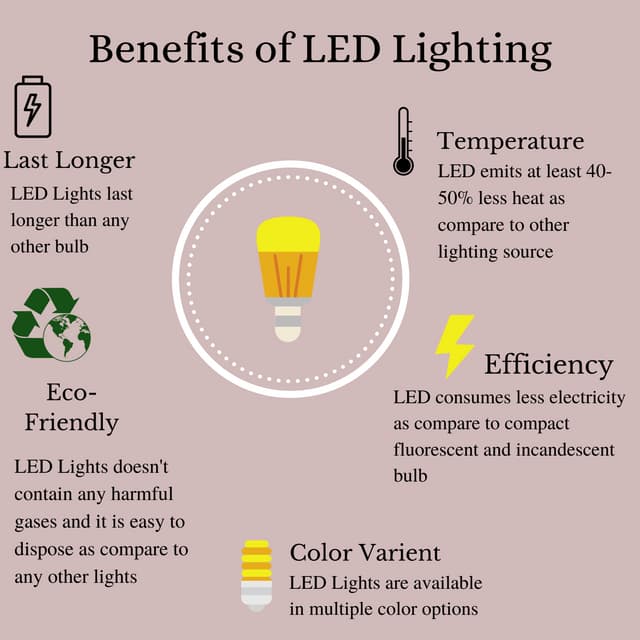 Benefits of LED Lighting
Last Longer
LED Lights last
longer than any
other bulb
Temperature
LED emits at least 40-
50% less heat as
compare to other
lighting source
Eco-
Friendly
LED Lights doesn't
contain any harmful
gases and it is easy to
dispose as compare to
any other lights
Efficiency
LED consumes less electricity
as compare to compact
fluorescent and incandescent
bulb
Color Varient
LED Lights are available
in multiple color options